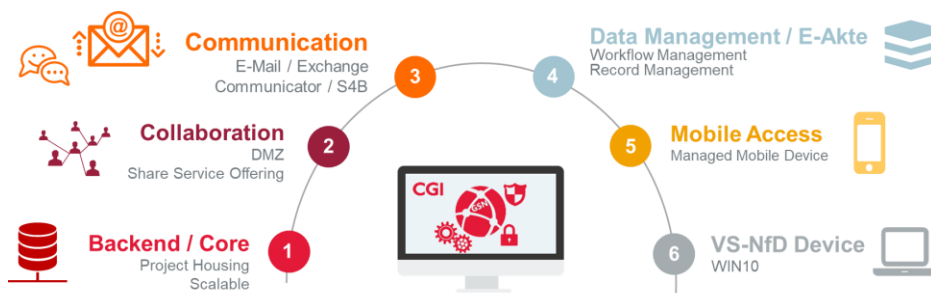 @
Communication
E-Mail / Exchange
Communicator / S4B
3
Collaboration
DMZ
Share Service Offering
2
Backend / Core
Project Housing
Scalable
1
CGI
GSN
Data Management / E-Akte
Workflow Management
Record Management
4
Mobile Access
Managed Mobile Device
5
VS-NfD Device
WIN10
6